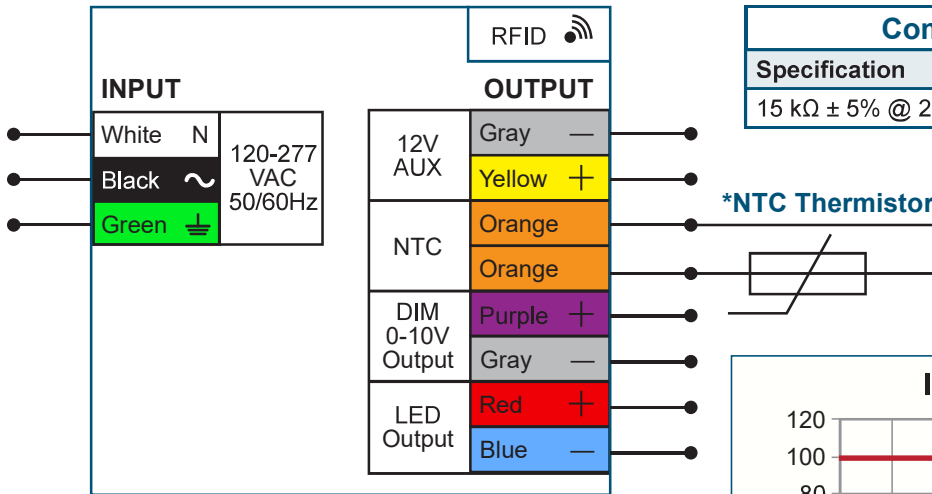 RFID
INPUT
White N
Black
Green
120-277
VAC
50/60Hz
OUTPUT
12V
AUX
Gray —
Yellow +
NTC
Orange
Orange
DIM
0-10V
Output
Purple +
Gray —
LED
Output
Red +
Blue —
Specification
15 kΩ ± 5% @ 2
*NTC Thermistor
120
100
80